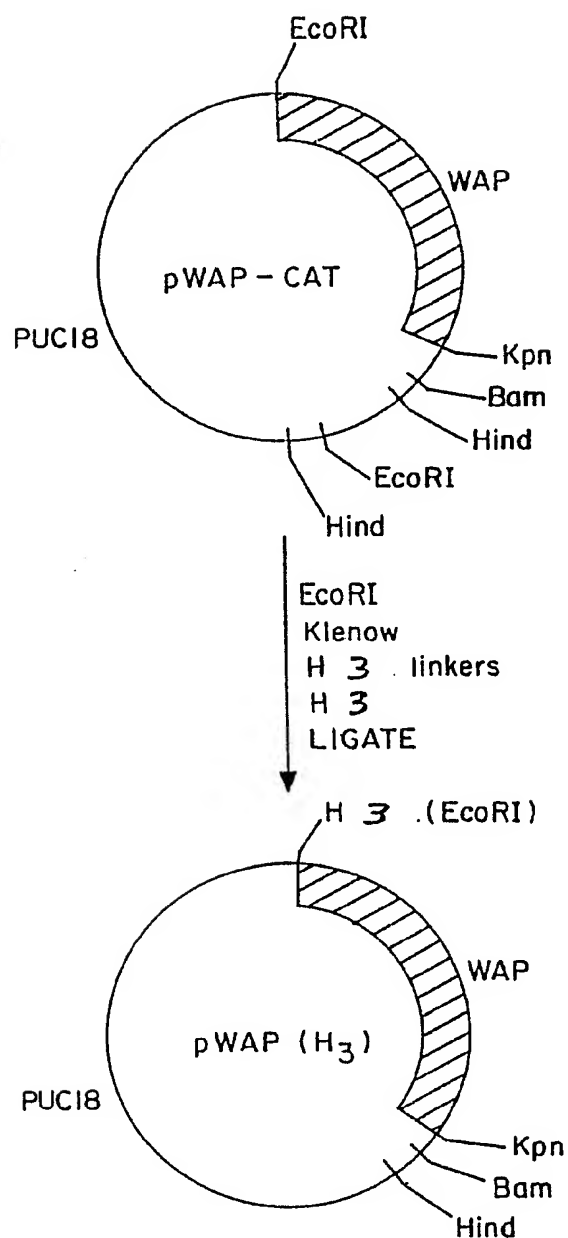 EcoRI
WAP
pWAP - CAT
PUC18
Kpn
Bam
Hind
EcoRI
Hind
EcoRI
Klenow
H 3 . linkers
H 3
LIGATE
H 3 .(EcoRI)
WAP
pWAP (H3)
PUC18
Kpn
Bam
Hind